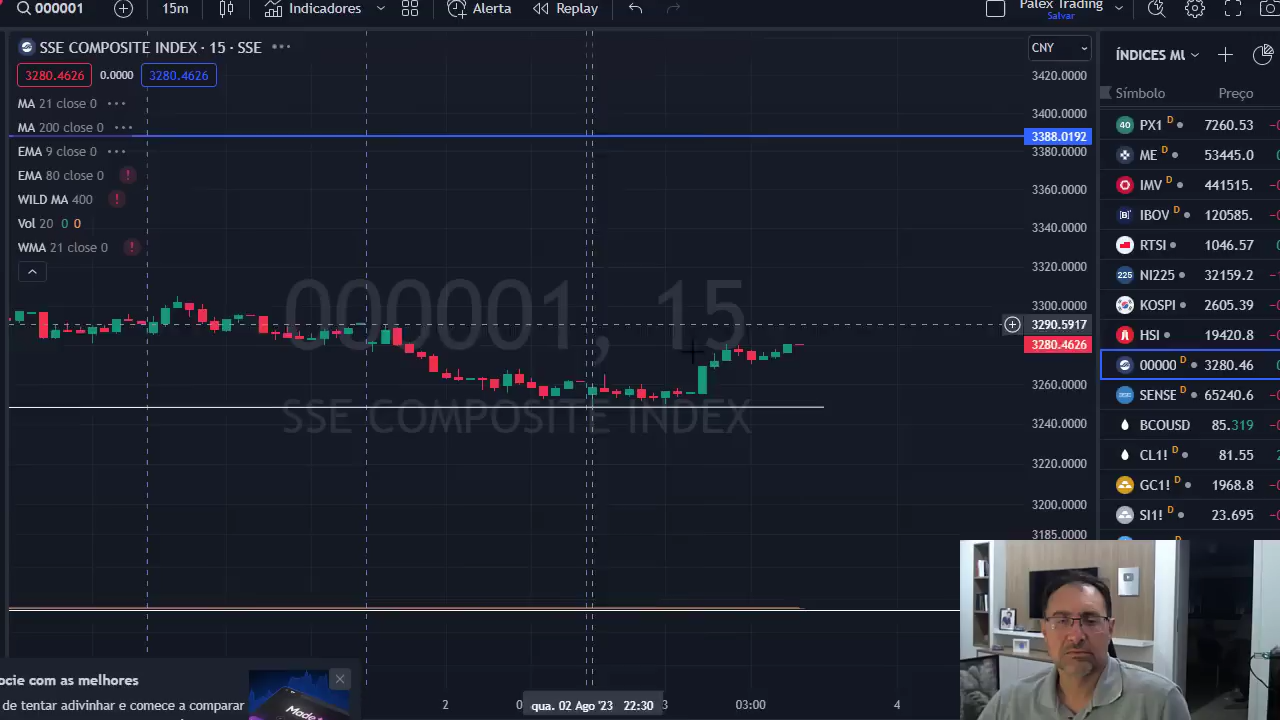 000001 15m Indicadores Alerta Replay Palex Trading
Salvar
SSE COMPOSITE INDEX · 15 · SSE
3280.4626 0.0000 3280.4626
MA 21 close 0
MA 200 close 0
EMA 9 close 0
EMA 80 close 0
WILD MA 400
Vol 20 0 0
WMA 21 close 0
000001, 15
SSE COMPOSITE INDEX
CNY
3420.0000
3400.0000
3388.0192
3380.0000
3360.0000
3340.0000
3320.0000
3300.0000
3290.5917
3280.4626
3260.0000
3240.0000
3220.0000
3200.0000
3185.0000
ÍNDICES MU
Símbolo Preço
PX1 D 7260.53
ME D 53445.0
IMV D 441515.
IBOV D 120585.
RTSI 1046.57
NI225 32159.2
KOSPI 2605.39
HSI 19420.8
00000 D 3280.46
SENSE D 65240.6
BCOUSD 85.319
CL1! D 81.55
GC1! D 1968.8
SI1! D 23.695
ocie com as melhores
de tentar adivinhar e comece a comparar
2 qua. 02 Ago '23 22:30 3 03:00 4